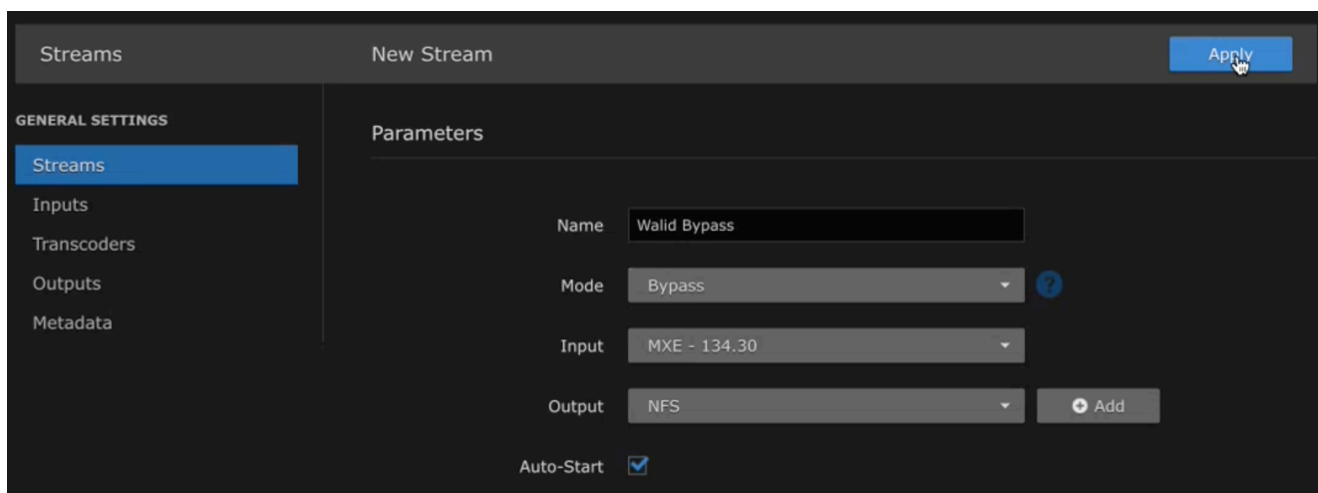 Streams
New Stream
Apply
GENERAL SETTINGS
Streams
Inputs
Transcoders
Outputs
Metadata
Parameters
Name Walid Bypass
Mode Bypass ?
Input MXE - 134.30
Output NFS Add
Auto-Start